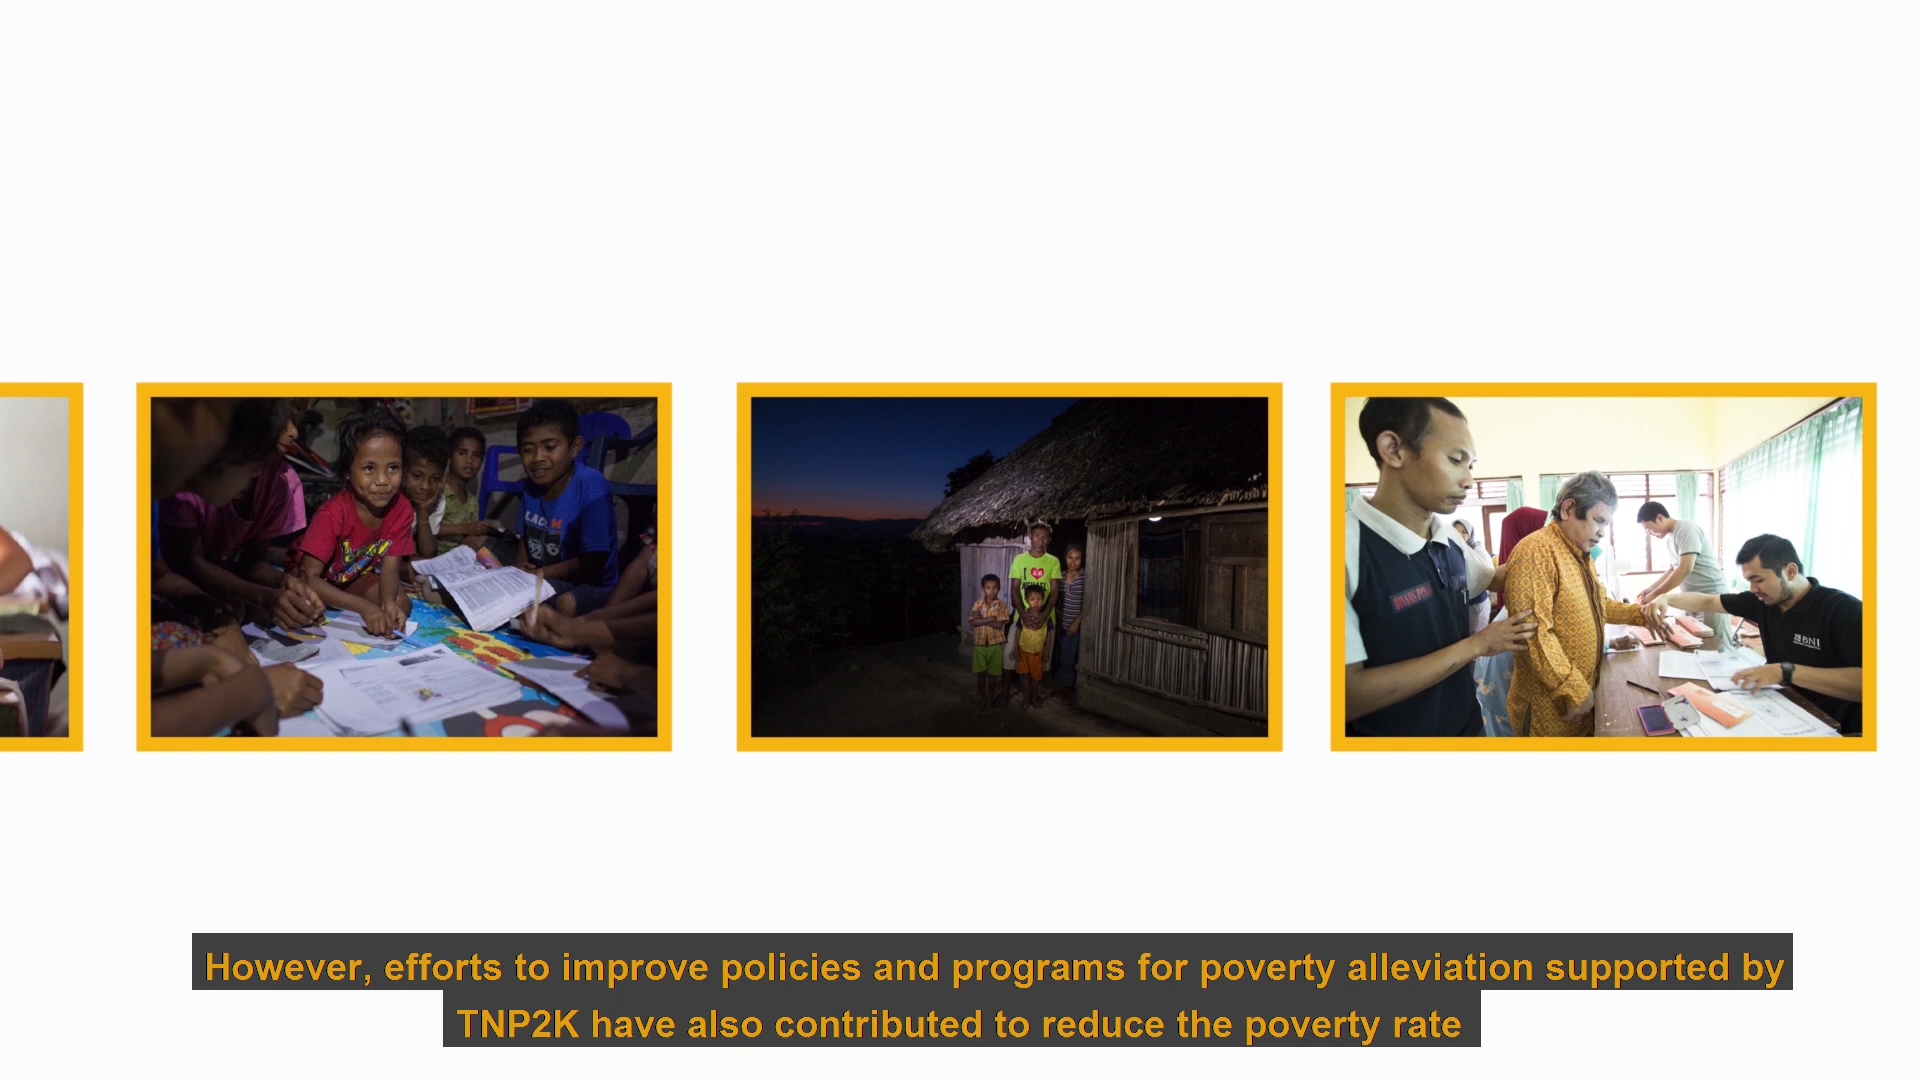 I
BNI
However, efforts to improve policies and programs for poverty alleviation supported by
TNP2K have also contributed to reduce the poverty rate